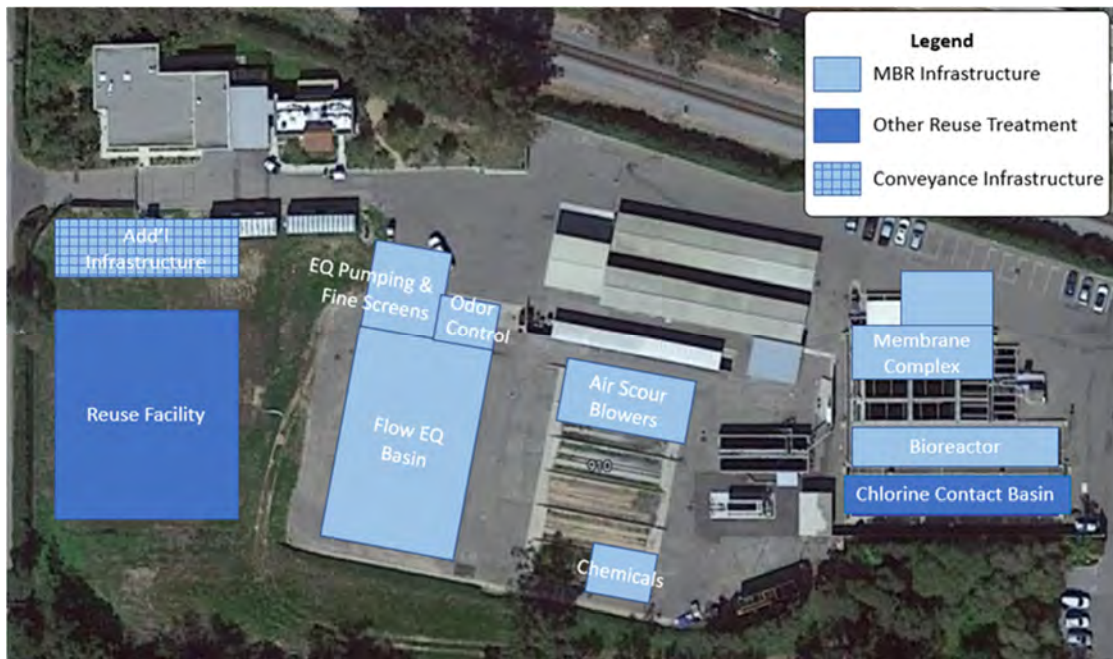 Legend
MBR Infrastructure
Other Reuse Treatment
Conveyance Infrastructure
Add'l
Infrastructure
EQ Pumping &
Fine Screens
Odor
Control
Membrane
Complex
Air Scour
Blowers
Reuse Facility
Flow EQ
Basin
Bioreactor
910
Chlorine Contact Basin
Chemicals